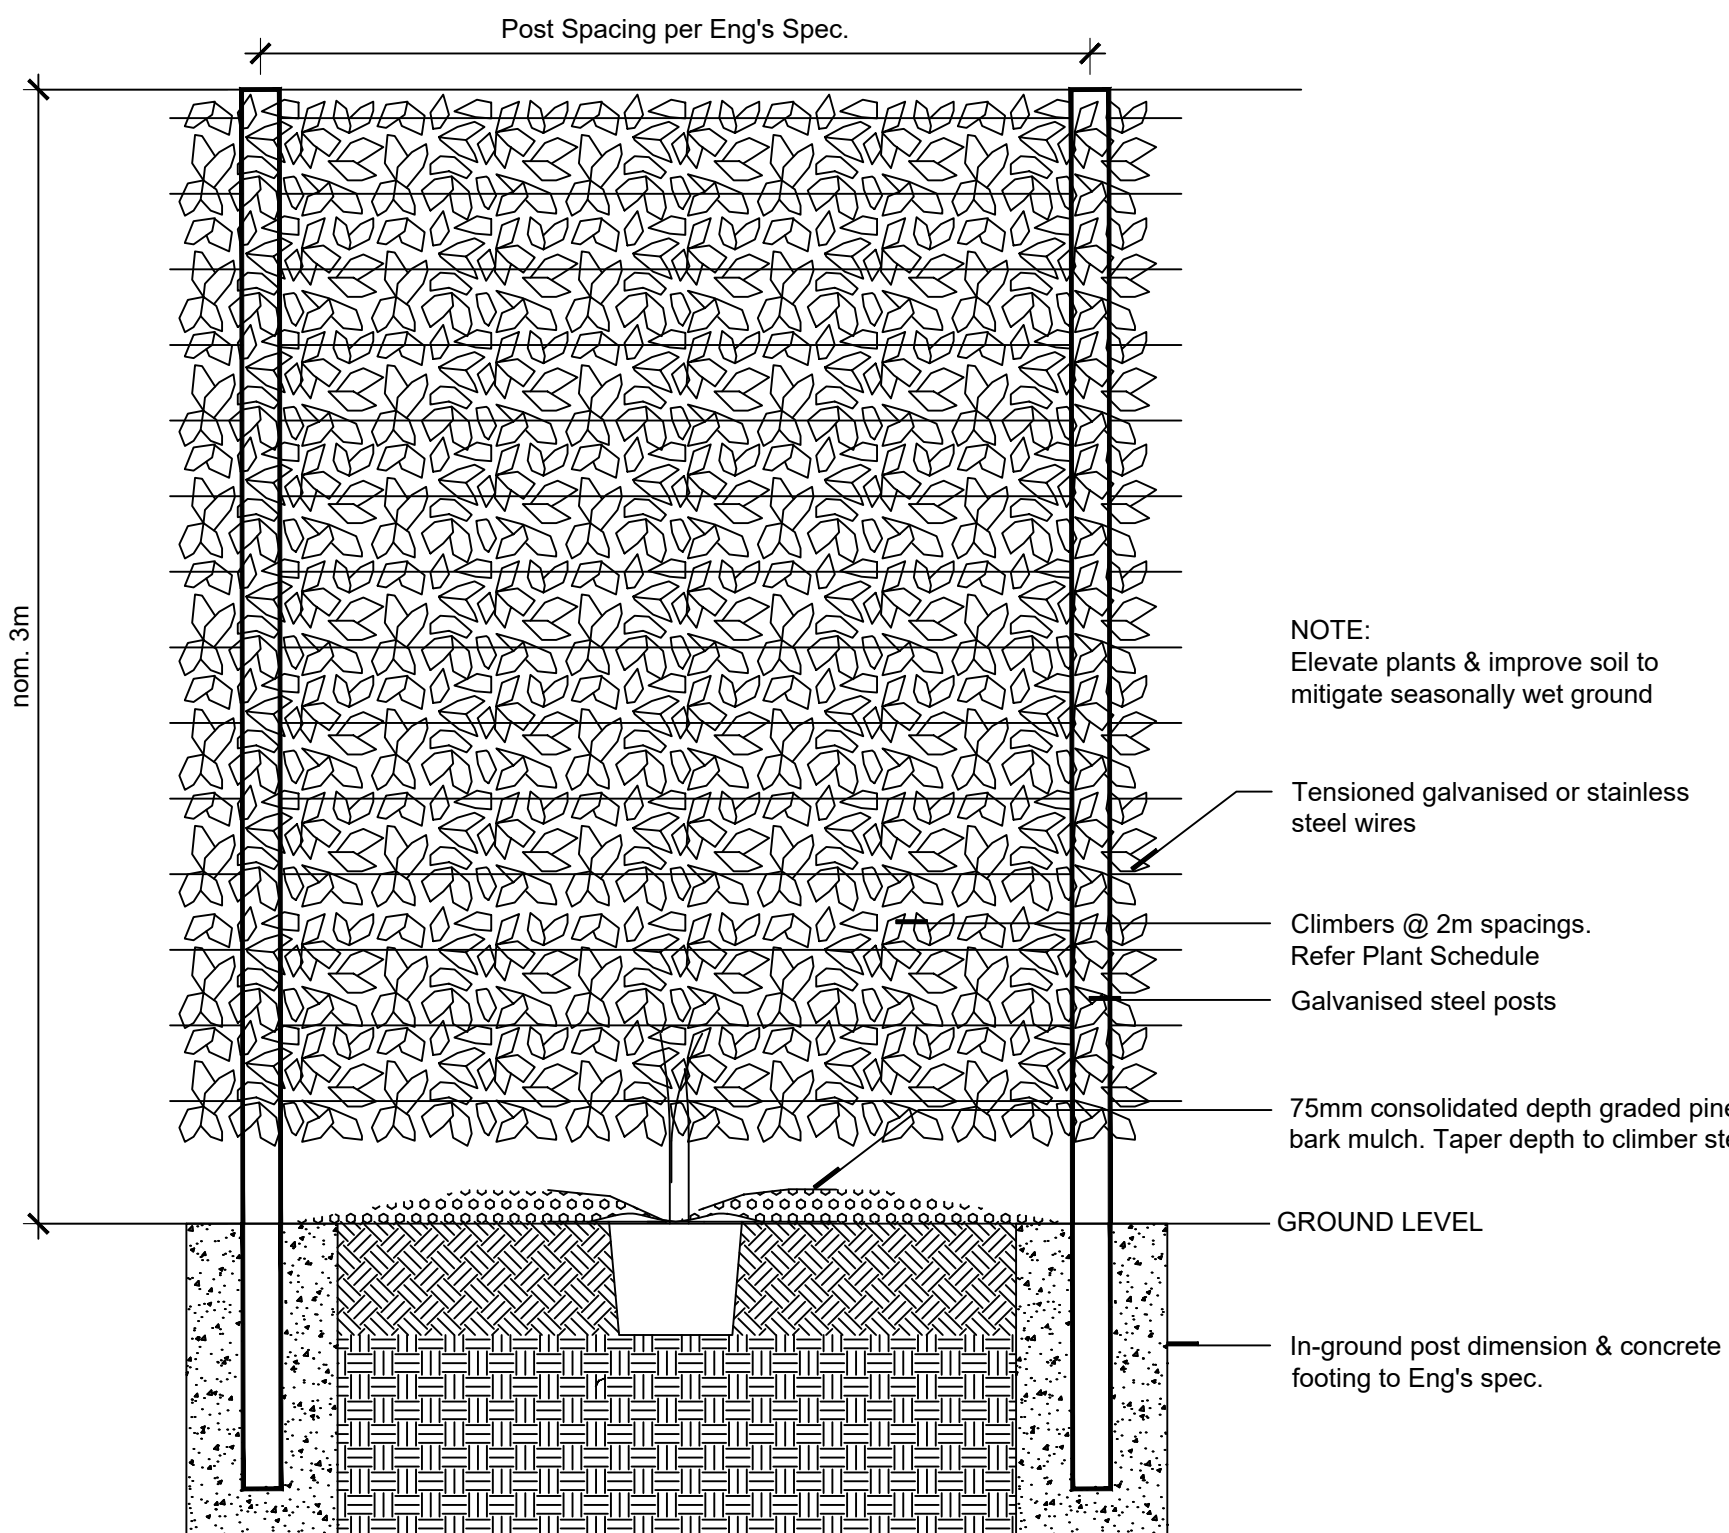 Post Spacing per Eng's Spec.
nom. 3m
NOTE:
Elevate plants & improve soil to
mitigate seasonally wet ground
Tensioned galvanised or stainless
steel wires
Climbers @ 2m spacings.
Refer Plant Schedule
Galvanised steel posts
75mm consolidated depth graded pine
bark mulch. Taper depth to climber
GROUND LEVEL
In-ground post dimension & concrete
footing to Eng's spec.